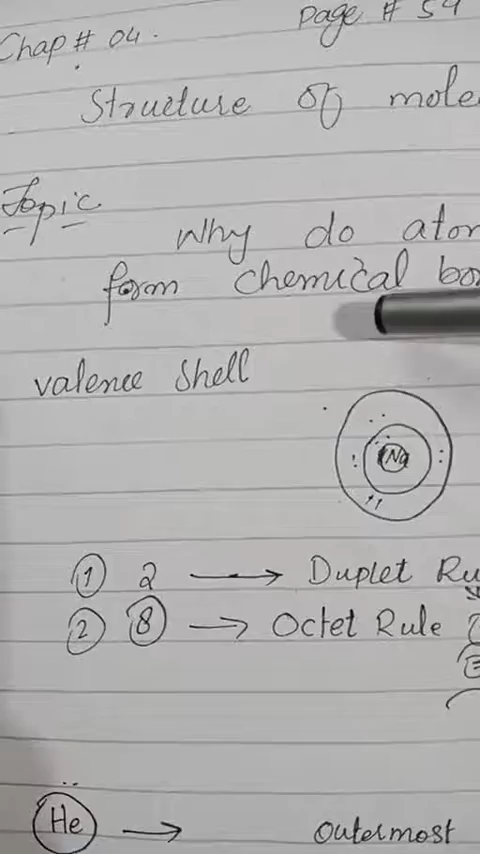 Page # 54
Chap # 04.
Structure of mole
Topic
Why do ator
form chemical bo
valence shell
Na
① 2 → Duplet Ru
② ⑧ → Octet Rule
He → outermost